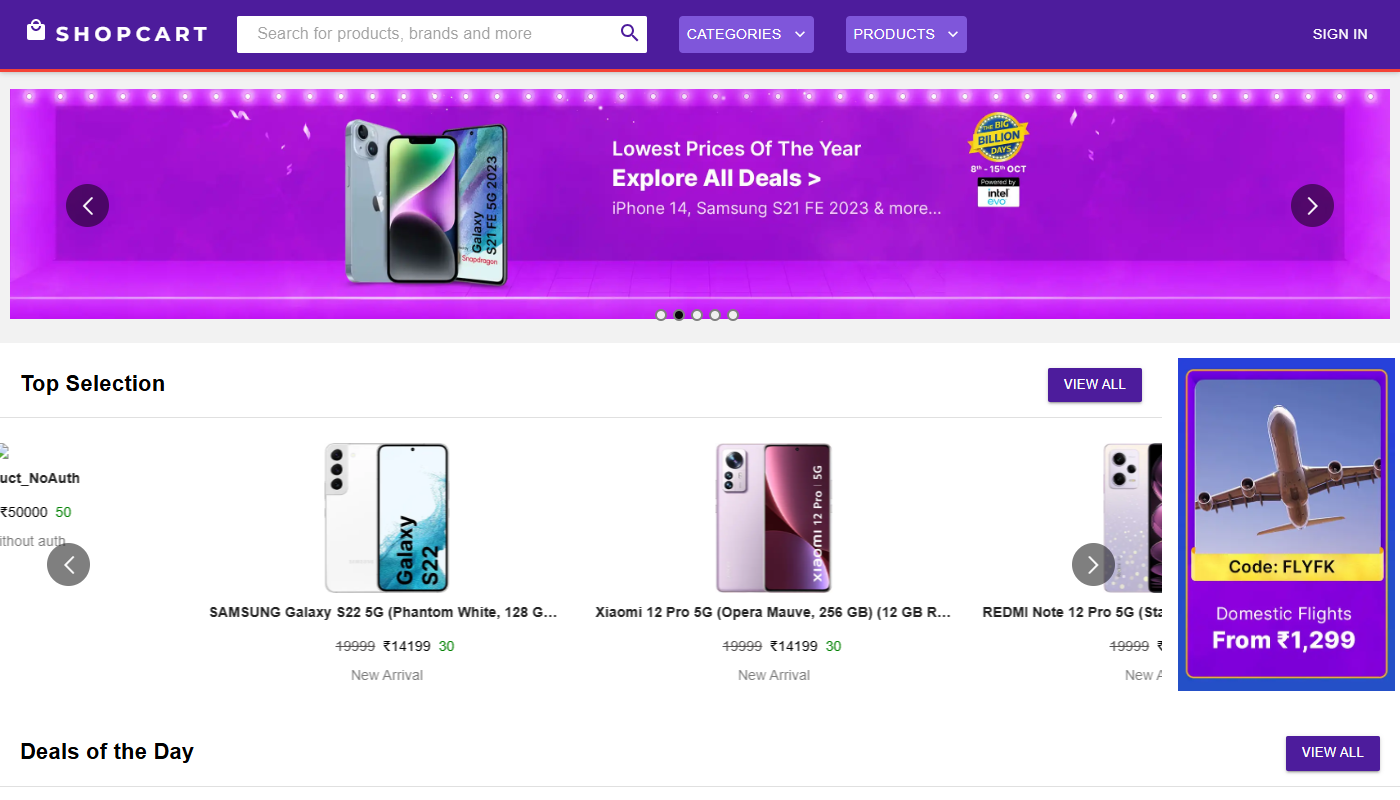 SHOPCART
Search for products, brands and more
CATEGORIES
PRODUCTS
SIGN IN
Lowest Prices Of The Year
Explore All Deals >
iPhone 14, Samsung S21 FE 2023 & more...
THE BIG
BILLION
DAYS
8th - 15th OCT
Powered by
intel
evo
Galaxy
S21 FE 5G 2023
Snapdragon
Top Selection
VIEW ALL
uct_NoAuth
₹50000 50
ithout auth
Galaxy
S22
SAMSUNG Galaxy S22 5G (Phantom White, 128 G...
19999 ₹14199 30
New Arrival
xiaomi 12 Pro | 5G
Xiaomi 12 Pro 5G (Opera Mauve, 256 GB) (12 GB R...
19999 ₹14199 30
New Arrival
REDMI Note 12 Pro 5G (Sta
19999 ₹
New A
Code: FLYFK
Domestic Flights
From ₹1,299
Deals of the Day
VIEW ALL